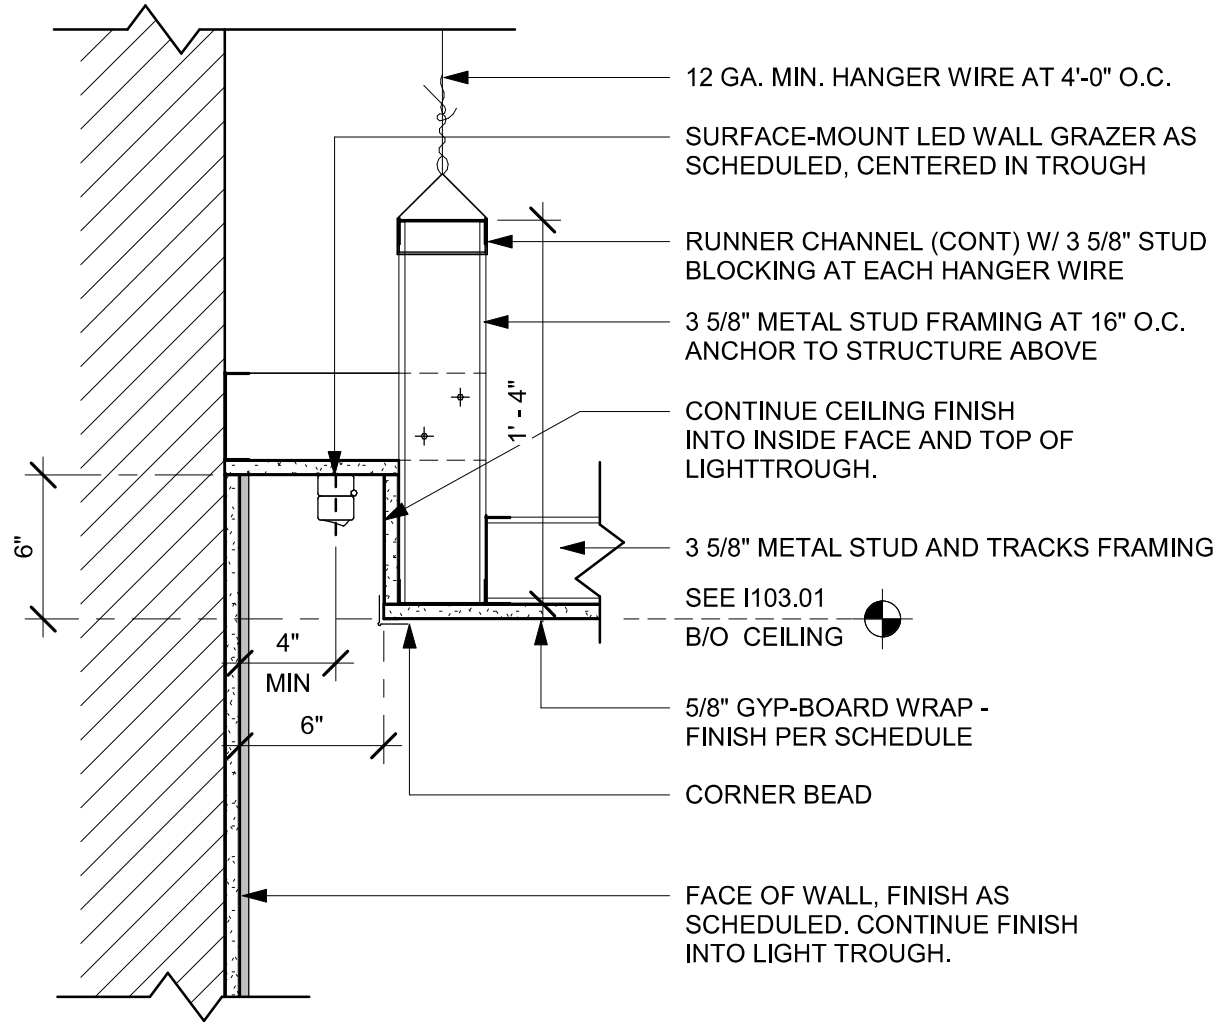 12 GA. MIN. HANGER WIRE AT 4'-0" O.C.
SURFACE-MOUNT LED WALL GRAZER AS
SCHEDULED, CENTERED IN TROUGH
RUNNER CHANNEL (CONT) W/ 3 5/8" STUD
BLOCKING AT EACH HANGER WIRE
3 5/8" METAL STUD FRAMING AT 16" O.C.
ANCHOR TO STRUCTURE ABOVE
1' - 4"
CONTINUE CEILING FINISH
INTO INSIDE FACE AND TOP OF
LIGHTTROUGH.
6"
3 5/8" METAL STUD AND TRACKS FRAMING
SEE I103.01
B/O CEILING
4"
MIN
6"
5/8" GYP-BOARD WRAP -
FINISH PER SCHEDULE
CORNER BEAD
FACE OF WALL, FINISH AS
SCHEDULED. CONTINUE FINISH
INTO LIGHT TROUGH.